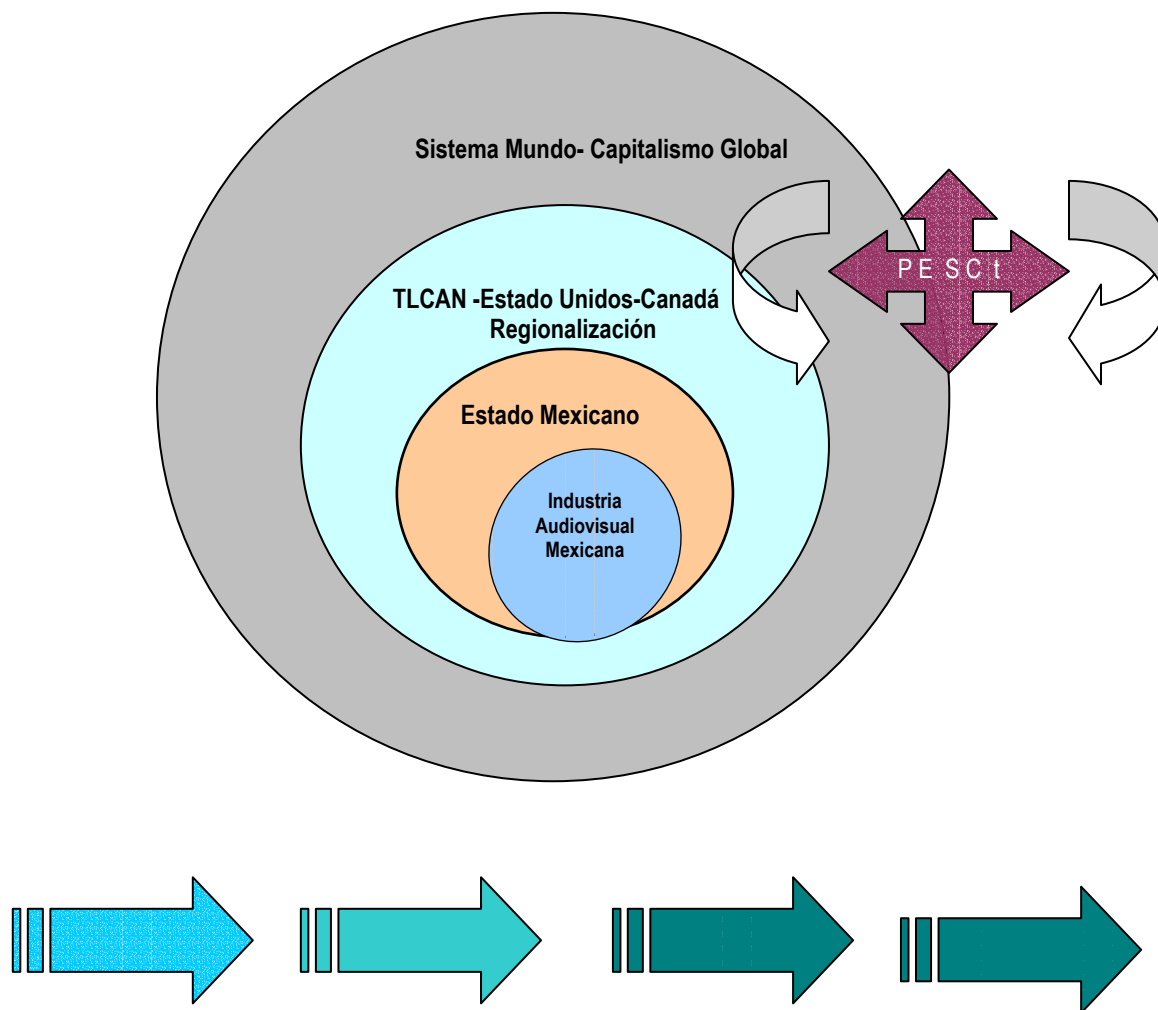 Sistema Mundo- Capitalismo Global
P E S C t
TLCAN -Estado Unidos-Canadá
Regionalización
Estado Mexicano
Industria
Audiovisual
Mexicana